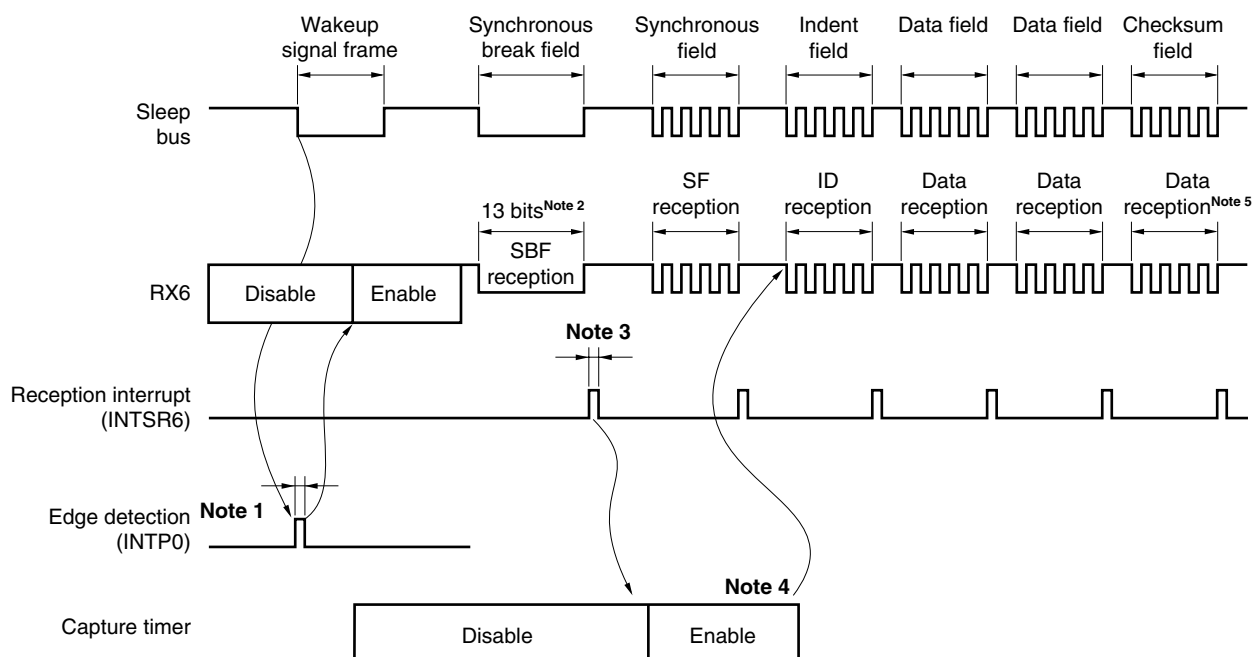 Wakeup
signal frame
Synchronous
break field
Synchronous
field
Indent
field
Data field
Data field
Checksum
field
Sleep
bus
13 bits Note 2
SBF
reception
SF
reception
ID
reception
Data
reception
Data
reception
Data
reception Note 5
RX6
Disable
Enable
Note 3
Reception interrupt
(INTSR6)
Note 1
Edge detection
(INTP0)
Note 4
Capture timer
Disable
Enable